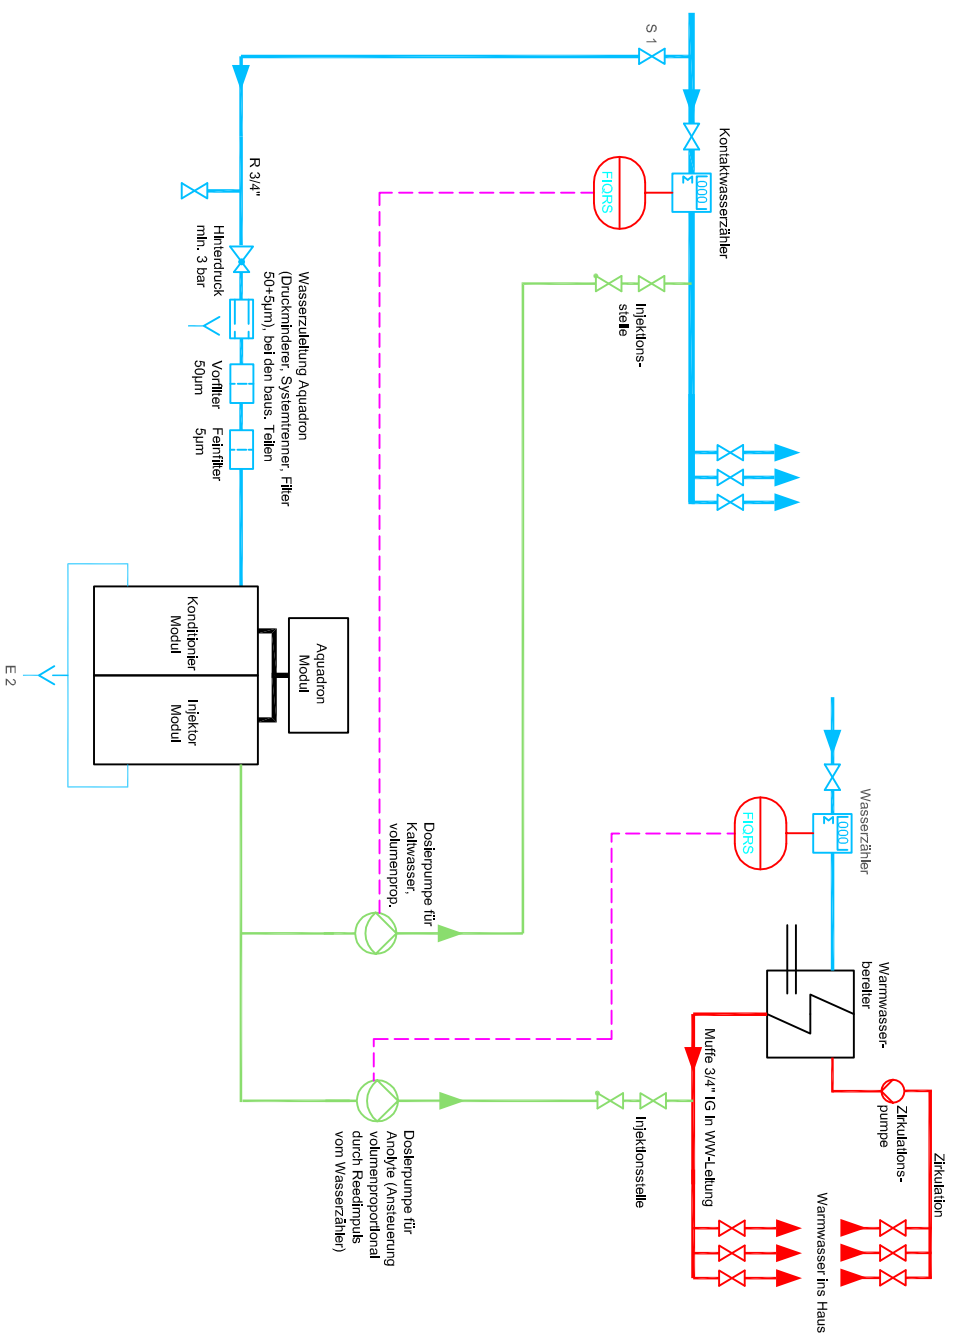 S 1
Kontaktwasserzähler
1000 l
Σ
FIQRS
R 3/4"
Hinterdruck
min. 3 bar
Wasserzuleitung Aquadron
(Druckminderer, Systemtrenner, Filter
50+5µm), bei den baus. Teilen
Vorfilter
50µm
Feinfilter
5µm
Injektions-
stelle
Konditionier
Modul
Injektor
Modul
Aquadron
Modul
E 2
Dosierpumpe für
Kaltwasser,
volumenprop.
Wasserzähler
1000 l
Σ
FIQRS
Warmwasser-
bereiter
Muffe 3/4" IG in WW-Leitung
Zirkulations-
pumpe
Zirkulation
Injektionsstelle
Dosierpumpe für
Anolyte (Ansteuerung
volumenproportional
durch Reedimpuls
vom Wasserzähler)
Warmwasser ins Haus